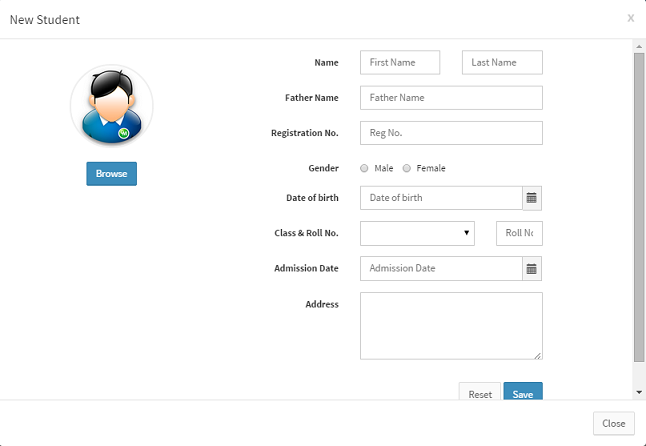 New Student x
Name First Name Last Name
Father Name Father Name
Registration No. Reg No.
Browse
Gender Male Female
Date of birth Date of birth
Class & Roll No. Roll No
Admission Date Admission Date
Address
Reset Save
Close